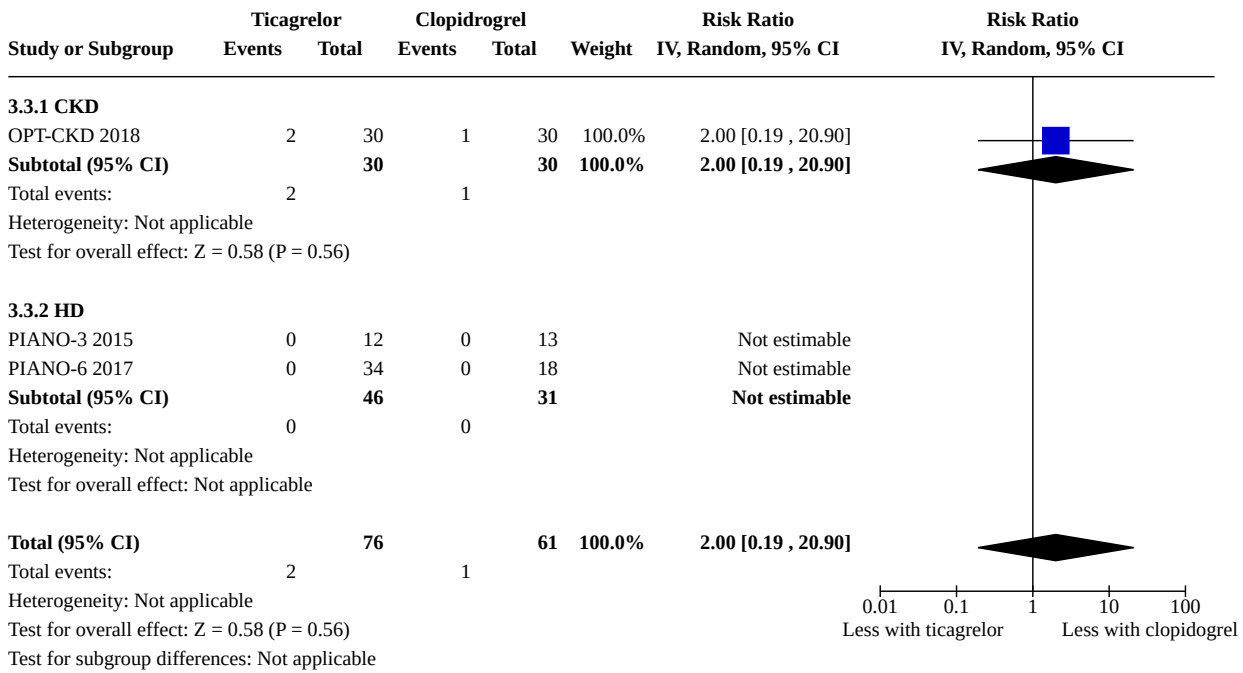 Ticagrelor Clopidrogrel Risk Ratio Risk Ratio
Study or Subgroup Events Total Events Total Weight IV, Random, 95% CI IV, Random, 95% CI
3.3.1 CKD
OPT-CKD 2018 2 30 1 30 100.0% 2.00 [0.19 , 20.90]
Subtotal (95% CI) 30 30 100.0% 2.00 [0.19 , 20.90]
Total events: 2 1
Heterogeneity: Not applicable
Test for overall effect: Z = 0.58 (P = 0.56)
3.3.2 HD
PIANO-3 2015 0 12 0 13 Not estimable
PIANO-6 2017 0 34 0 18 Not estimable
Subtotal (95% CI) 46 31 Not estimable
Total events: 0 0
Heterogeneity: Not applicable
Test for overall effect: Not applicable
Total (95% CI) 76 61 100.0% 2.00 [0.19 , 20.90]
Total events: 2 1
Heterogeneity: Not applicable 0.01 0.1 1 10 100
Test for overall effect: Z = 0.58 (P = 0.56) Less with ticagrelor Less with clopidogrel
Test for subgroup differences: Not applicable